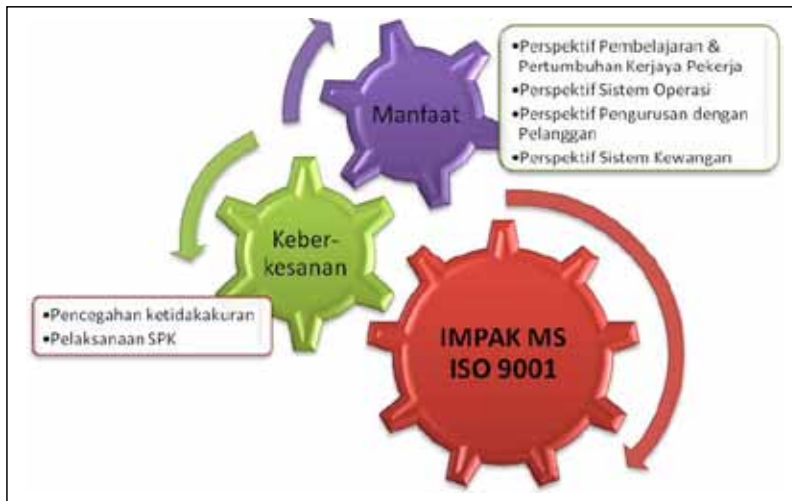 •Perspektif Pembelajaran &
Pertumbuhan Kerjaya Pekerja
•Perspektif Sistem Operasi
•Perspektif Pengurusan dengan
Pelanggan
•Perspektif Sistem Kewangan
Manfaat
Keber-
kesanan
•Pencegahan ketidakakuran
•Pelaksanaan SPK
IMPAK MS
ISO 9001